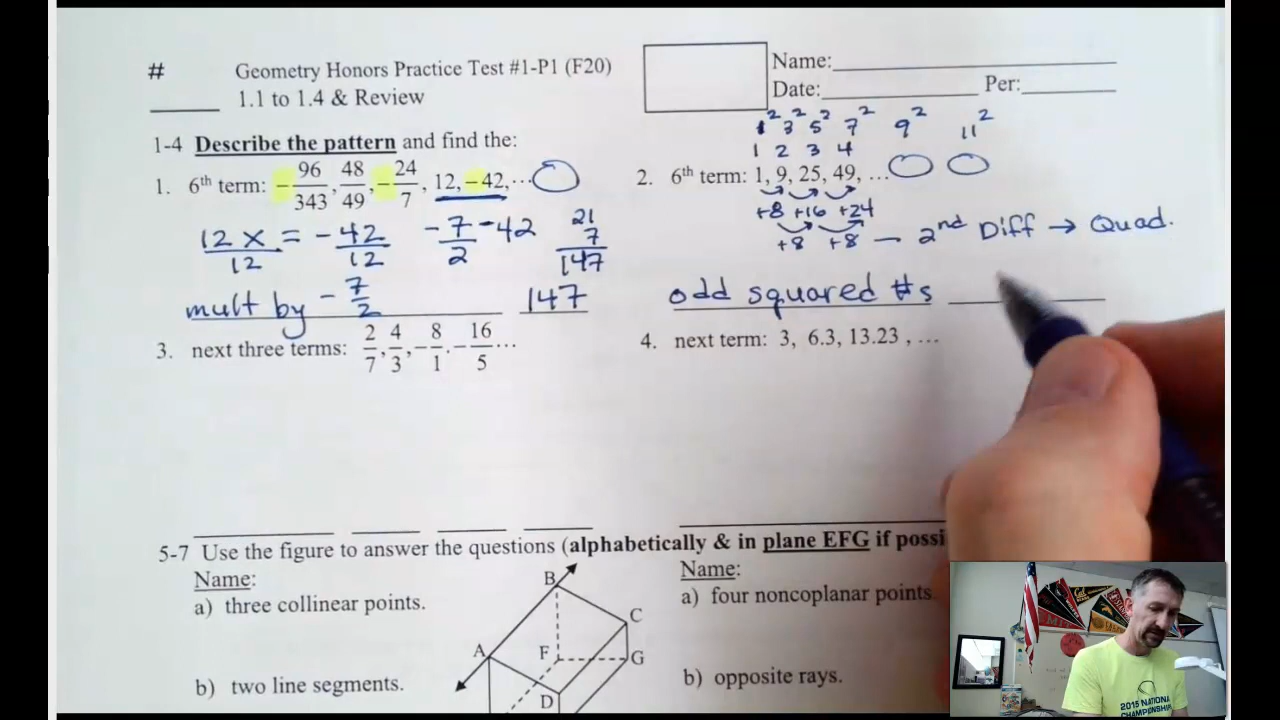 # Geometry Honors Practice Test #1-P1 (F20)
1.1 to 1.4 & Review
Name:
Date: Per:
1-4 Describe the pattern and find the:
1² 3² 5² 7² 9² 11²
1 2 3 4
1. 6th term: -96/343, 48/49, -24/7, 12, -42, ...
2. 6th term: 1, 9, 25, 49, ...
+8 +16 +24
+8 +8 — 2nd Diff → Quad.
12x/12 = -42/12
-7/2 · -42
21
7
147
mult by -7/2 147
odd squared #s
3. next three terms: 2/7, 4/3, -8/1, -16/5 ...
4. next term: 3, 6.3, 13.23 , ...
5-7 Use the figure to answer the questions (alphabetically & in plane EFG if possi
Name:
a) three collinear points.
b) two line segments.
B
C
A
F
G
D
Name:
a) four noncoplanar points.
b) opposite rays.
2015 NATIONAL